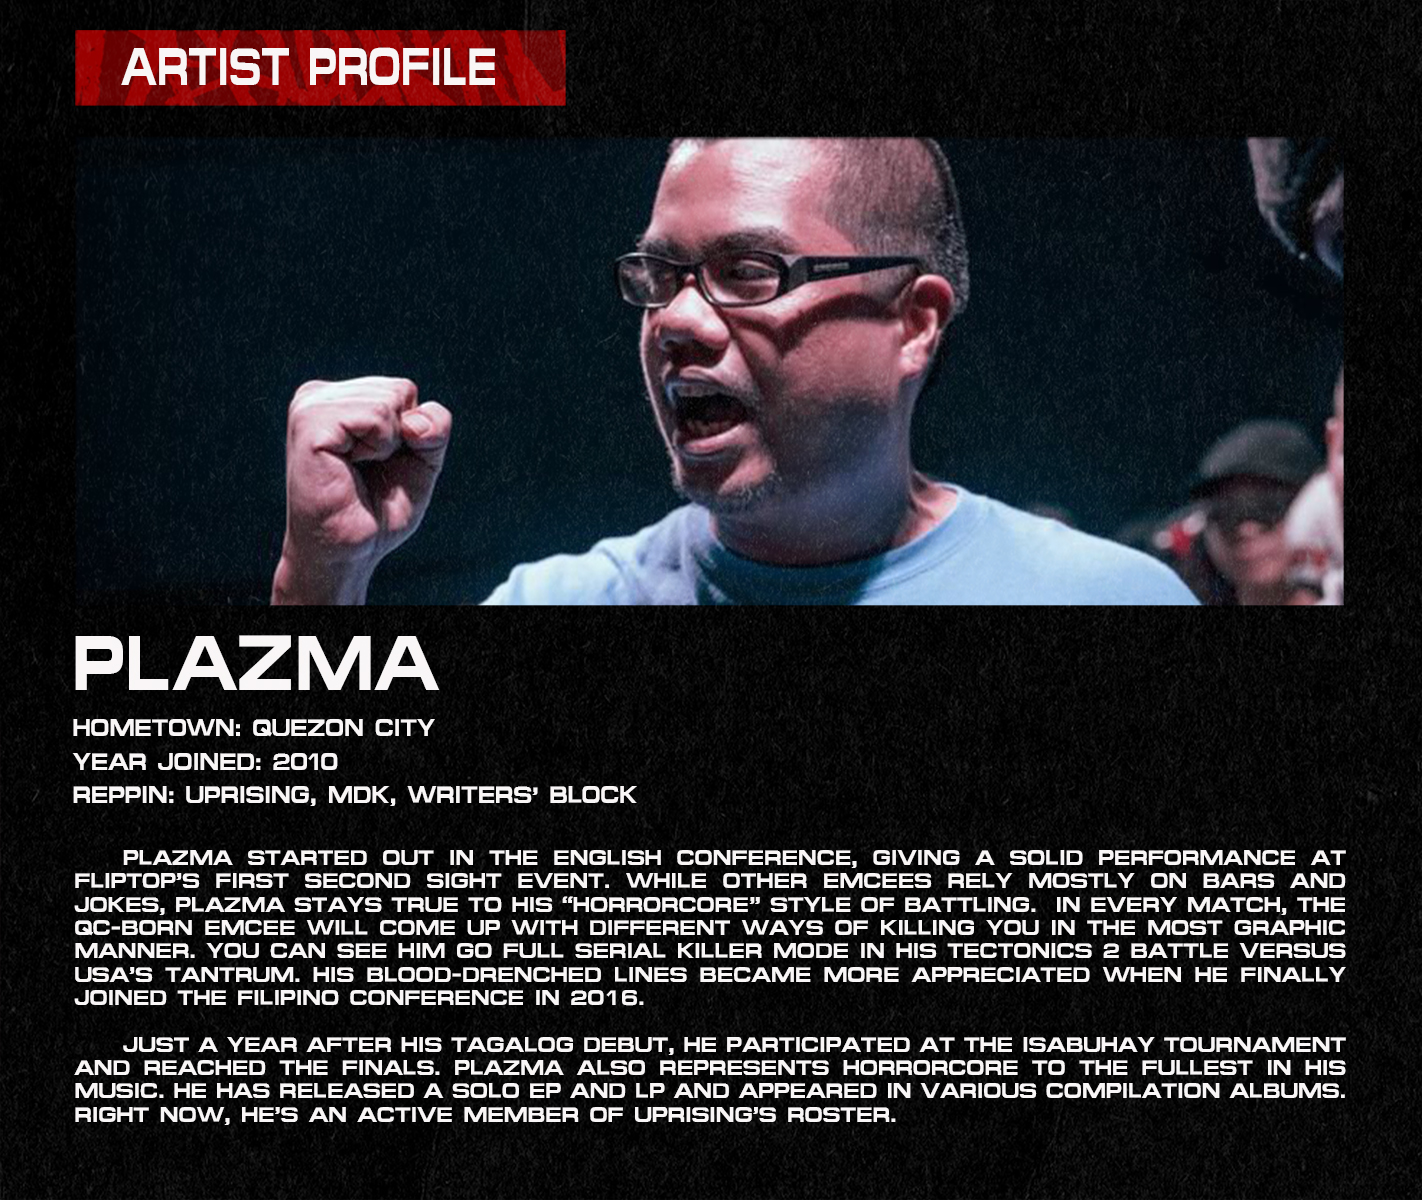 ARTIST PROFILE
PLAZMA
HOMETOWN: QUEZON CITY
YEAR JOINED: 2010
REPPIN: UPRISING, MDK, WRITERS' BLOCK
PLAZMA STARTED OUT IN THE ENGLISH CONFERENCE, GIVING A SOLID PERFORMANCE AT
FLIPTOP'S FIRST SECOND SIGHT EVENT. WHILE OTHER EMCEES RELY MOSTLY ON BARS AND
JOKES, PLAZMA STAYS TRUE TO HIS “HORRORCORE” STYLE OF BATTLING. IN EVERY MATCH, THE
QC-BORN EMCEE WILL COME UP WITH DIFFERENT WAYS OF KILLING YOU IN THE MOST GRAPHIC
MANNER. YOU CAN SEE HIM GO FULL SERIAL KILLER MODE IN HIS TECTONICS 2 BATTLE VERSUS
USA'S TANTRUM. HIS BLOOD-DRENCHED LINES BECAME MORE APPRECIATED WHEN HE FINALLY
JOINED THE FILIPINO CONFERENCE IN 2016.
JUST A YEAR AFTER HIS TAGALOG DEBUT, HE PARTICIPATED AT THE ISABUHAY TOURNAMENT
AND REACHED THE FINALS. PLAZMA ALSO REPRESENTS HORRORCORE TO THE FULLEST IN HIS
MUSIC. HE HAS RELEASED A SOLO EP AND LP AND APPEARED IN VARIOUS COMPILATION ALBUMS.
RIGHT NOW, HE'S AN ACTIVE MEMBER OF UPRISING'S ROSTER.